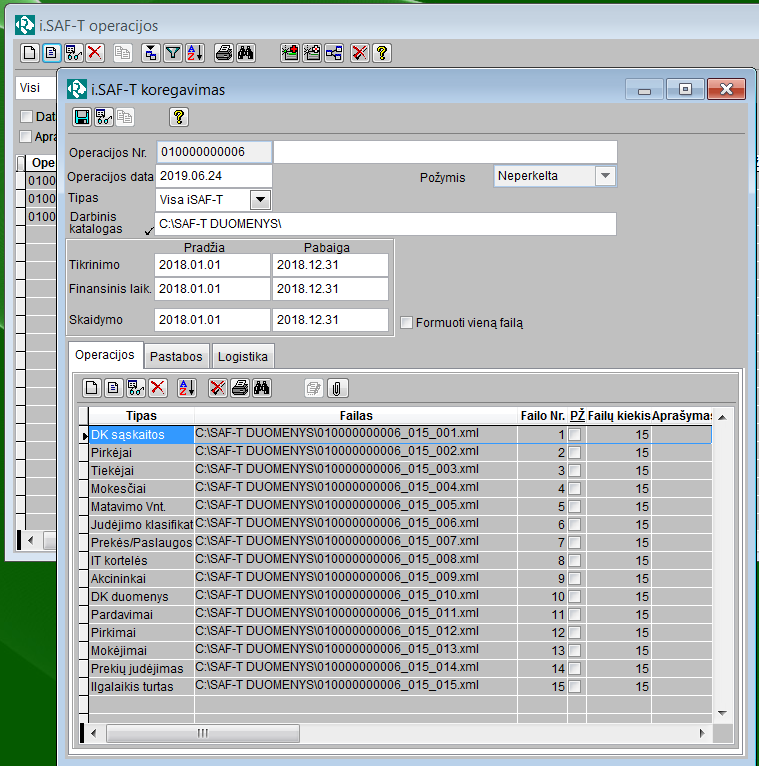 i.SAF-T operacijos
Visi
i.SAF-T koregavimas
Operacijos Nr. 010000000006
Operacijos data 2019.06.24 Požymis Neperkelta
Tipas Visa iSAF-T
Darbinis
katalogas C:\SAF-T DUOMENYS\
Pradžia Pabaiga
Tikrinimo 2018.01.01 2018.12.31
Finansinis laik. 2018.01.01 2018.12.31
Skaidymo 2018.01.01 2018.12.31 Formuoti vieną failą
Operacijos Pastabos Logistika
Tipas Failas Failo Nr. PŽ Failų kiekis Aprašymas
DK sąskaitos C:\SAF-T DUOMENYS\010000000006_015_001.xml 1 15
Pirkėjai C:\SAF-T DUOMENYS\010000000006_015_002.xml 2 15
Tiekėjai C:\SAF-T DUOMENYS\010000000006_015_003.xml 3 15
Mokesčiai C:\SAF-T DUOMENYS\010000000006_015_004.xml 4 15
Matavimo Vnt. C:\SAF-T DUOMENYS\010000000006_015_005.xml 5 15
Judėjimo klasifikat C:\SAF-T DUOMENYS\010000000006_015_006.xml 6 15
Prekės/Paslaugos C:\SAF-T DUOMENYS\010000000006_015_007.xml 7 15
IT kortelės C:\SAF-T DUOMENYS\010000000006_015_008.xml 8 15
Akcininkai C:\SAF-T DUOMENYS\010000000006_015_009.xml 9 15
DK duomenys C:\SAF-T DUOMENYS\010000000006_015_010.xml 10 15
Pardavimai C:\SAF-T DUOMENYS\010000000006_015_011.xml 11 15
Pirkimai C:\SAF-T DUOMENYS\010000000006_015_012.xml 12 15
Mokėjimai C:\SAF-T DUOMENYS\010000000006_015_013.xml 13 15
Prekių judėjimas C:\SAF-T DUOMENYS\010000000006_015_014.xml 14 15
Ilgalaikis turtas C:\SAF-T DUOMENYS\010000000006_015_015.xml 15 15